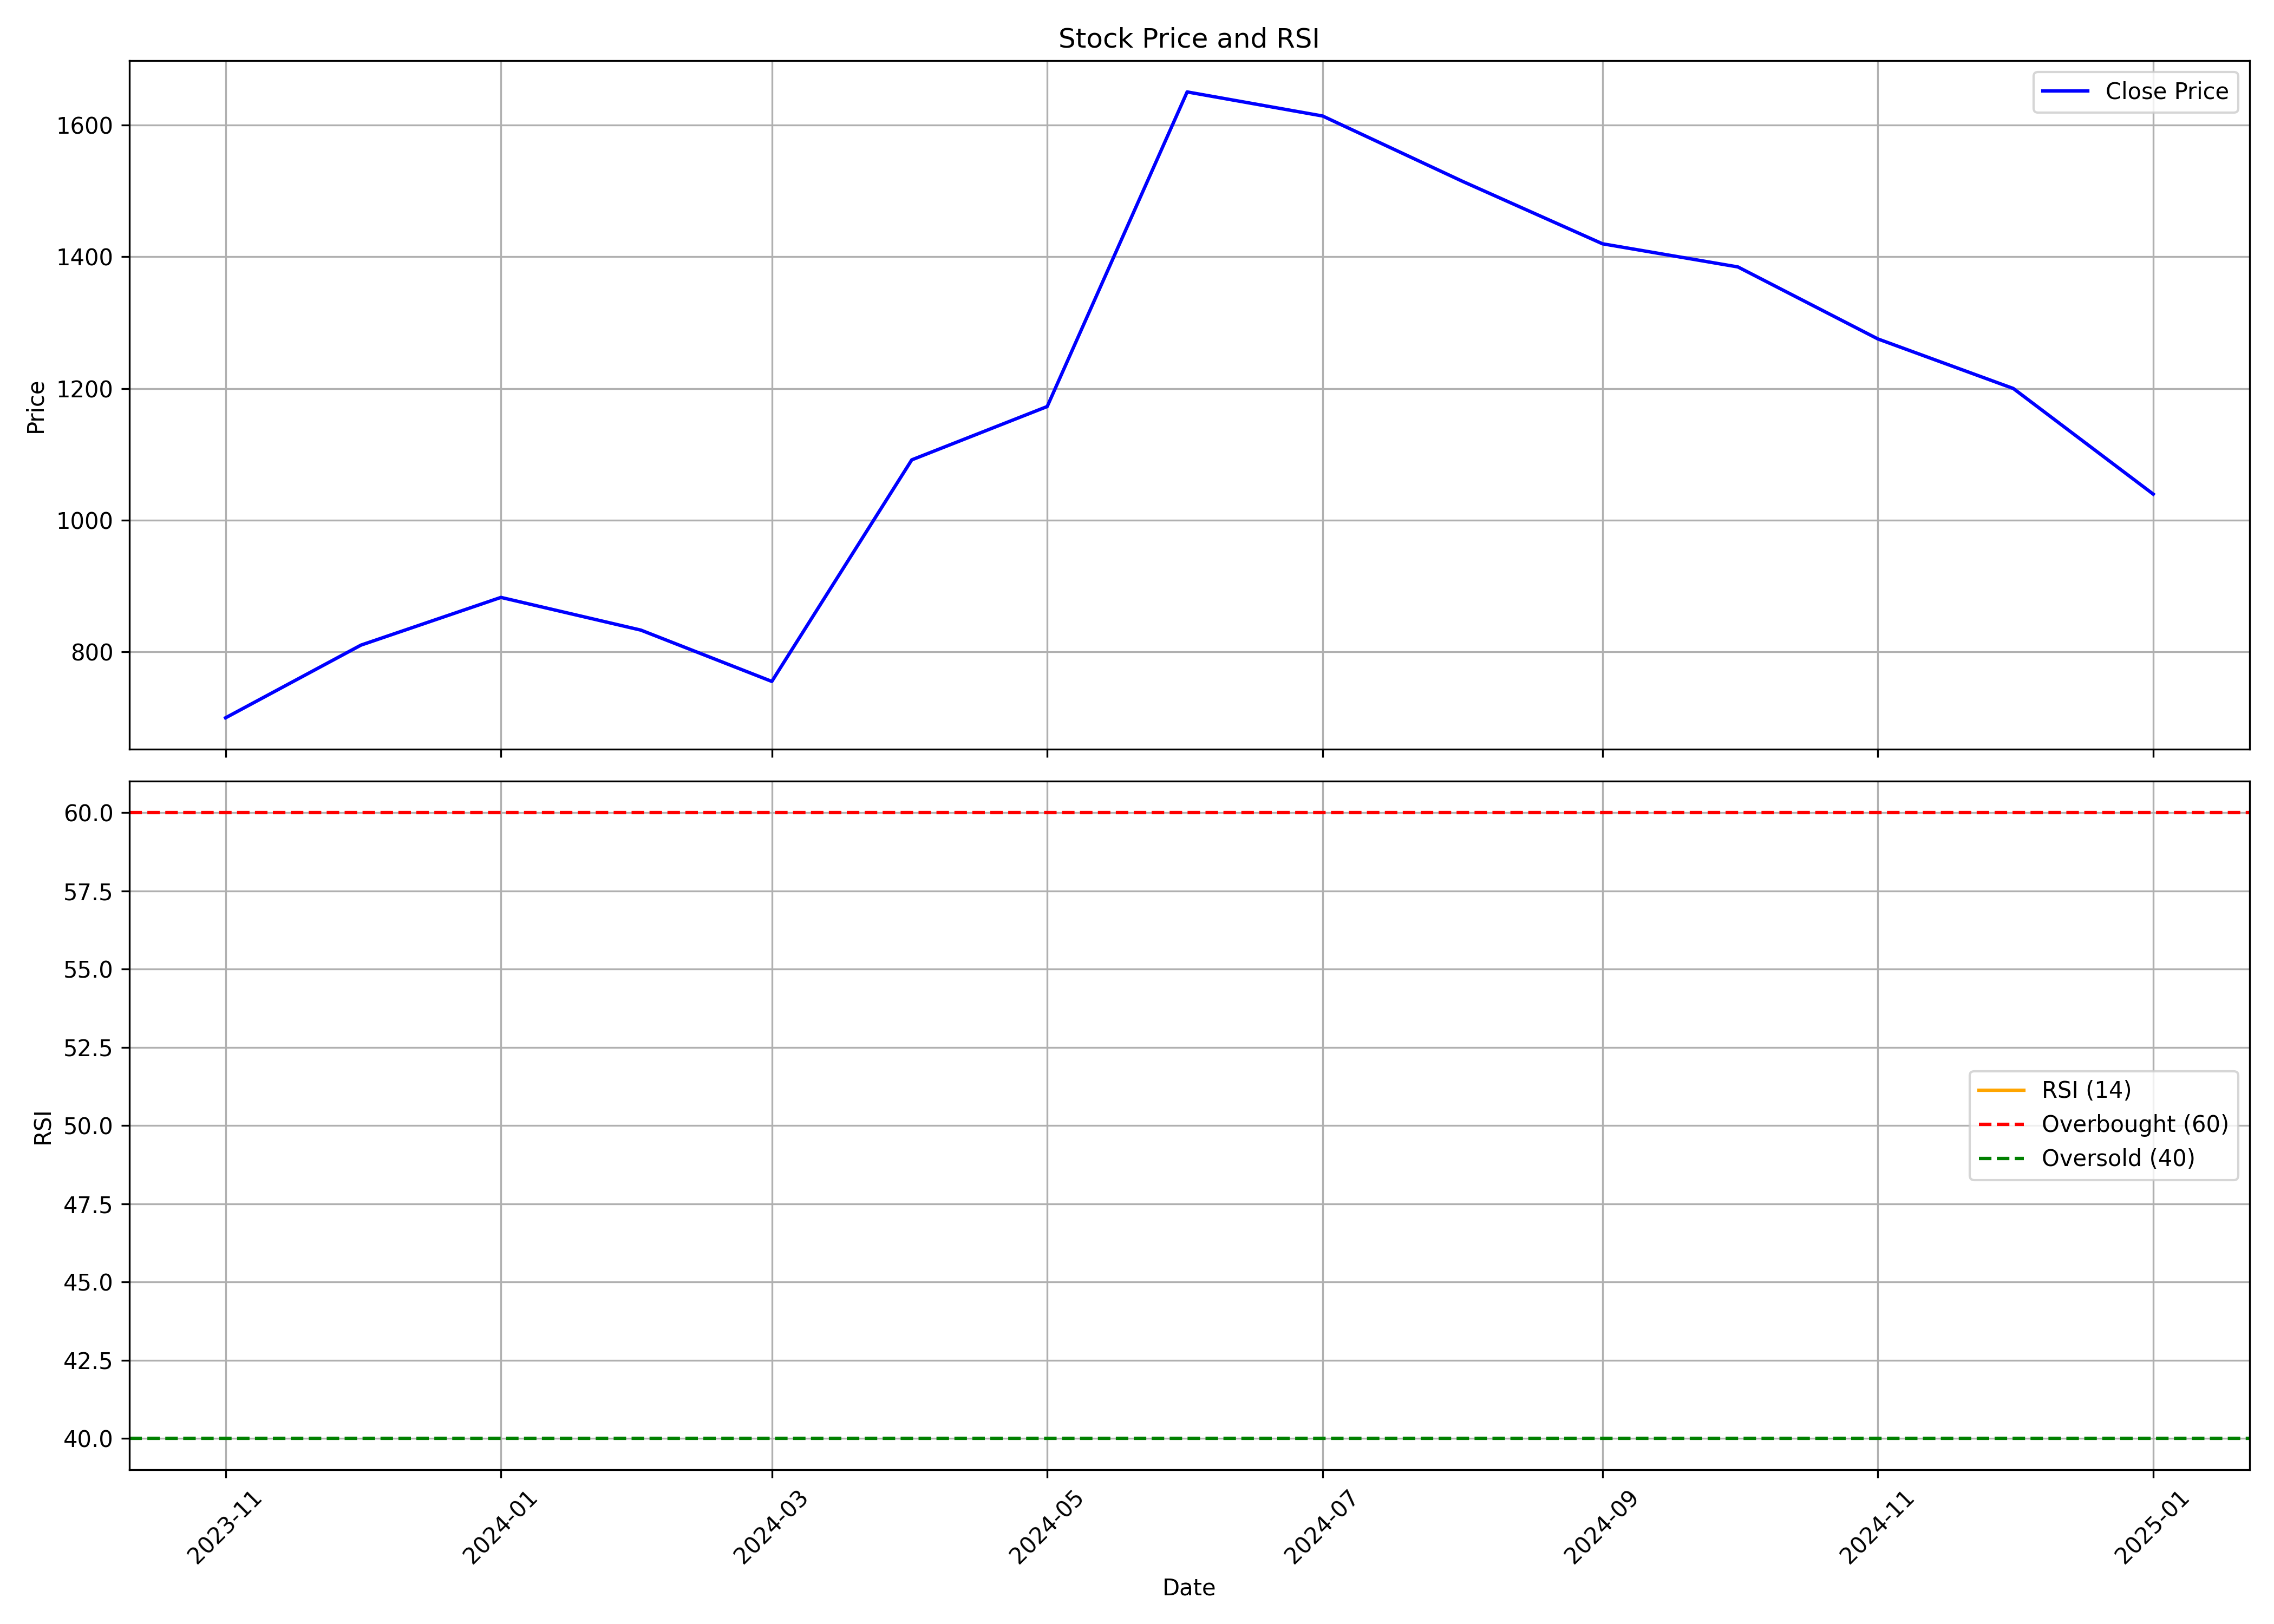 Stock Price and RSI
Close Price
1600
1400
1200
1000
800
Price
60.0
57.5
55.0
52.5
50.0
47.5
45.0
42.5
40.0
RSI
RSI (14)
Overbought (60)
Oversold (40)
2023-11
2024-01
2024-03
2024-05
2024-07
2024-09
2024-11
2025-01
Date